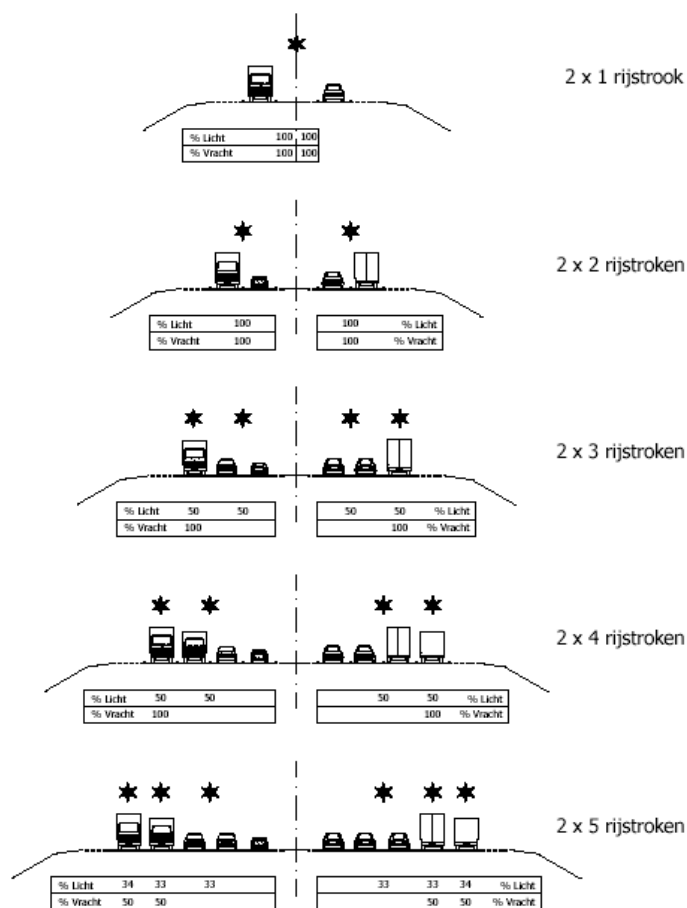 2 x 1 rijstrook
% Licht 100 100
% Vracht 100 100
2 x 2 rijstroken
% Licht 100 100 % Licht
% Vracht 100 100 % Vracht
2 x 3 rijstroken
% Licht 50 50 50 50 % Licht
% Vracht 100 100 % Vracht
2 x 4 rijstroken
% Licht 50 50 50 50 % Licht
% Vracht 100 100 % Vracht
2 x 5 rijstroken
% Licht 34 33 33 33 33 34 % Licht
% Vracht 50 50 50 50 % Vracht